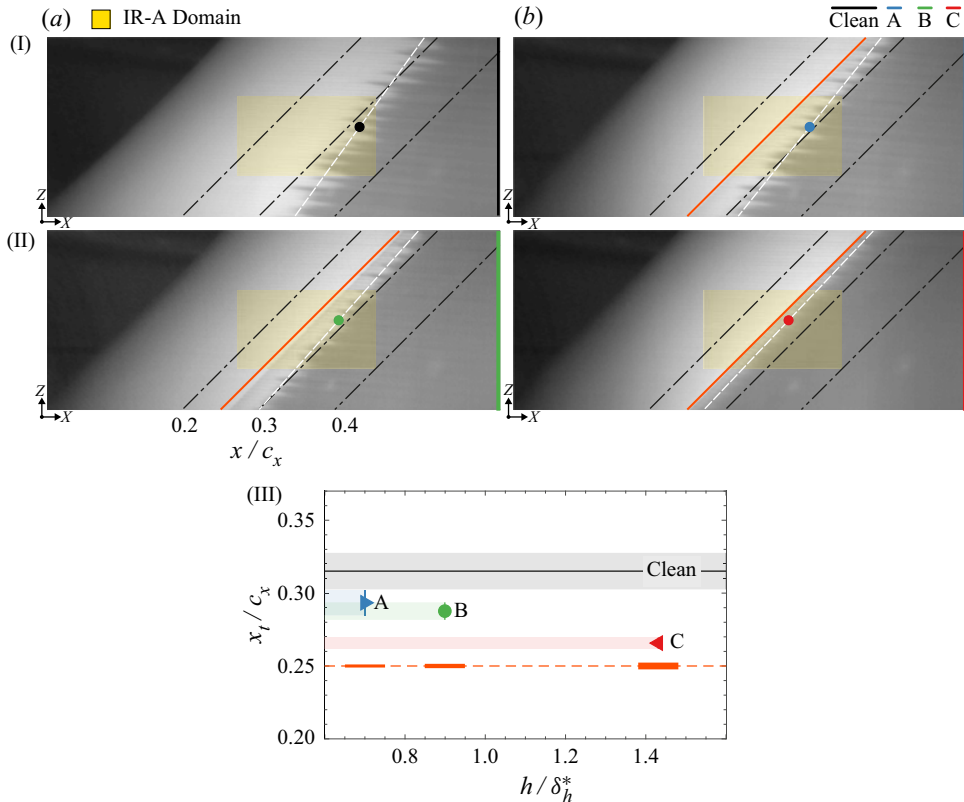 (a) IR-A Domain (b) Clean A B C
(I)
Z Z
X X
(II)
Z Z
X X
0.2 0.3 0.4
x / c_x
(III)
0.35
Clean
0.30
A B
C
0.25
0.20
x_t / c_x
0.8 1.0 1.2 1.4
h / δ_h^*